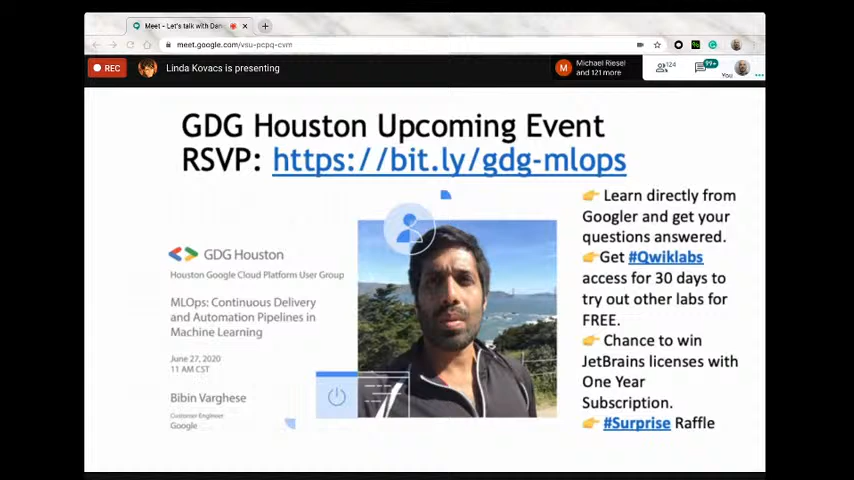 Meet - Let's talk with Dan
meet.google.com/vsu-pcpq-cvm
REC
Linda Kovacs is presenting
M
Michael Riesel
and 121 more
124
99+
You
GDG Houston Upcoming Event
RSVP: https://bit.ly/gdg-mlops
GDG Houston
Houston Google Cloud Platform User Group
MLOps: Continuous Delivery
and Automation Pipelines in
Machine Learning
June 27, 2020
11 AM CST
Bibin Varghese
Customer Engineer
Google
👉 Learn directly from
Googler and get your
questions answered.
👉Get #Qwiklabs
access for 30 days to
try out other labs for
FREE.
👉 Chance to win
JetBrains licenses with
One Year
Subscription.
👉 #Surprise Raffle